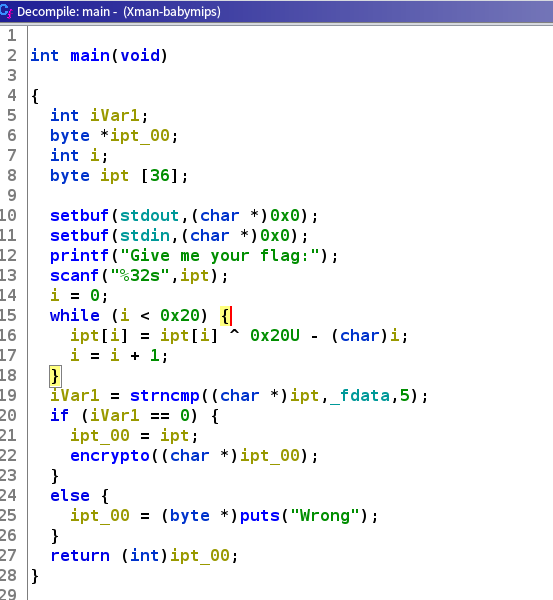 Decompile: main - (Xman-babymips)
1
2 int main(void)
3
4 {
5 int iVar1;
6 byte *ipt_00;
7 int i;
8 byte ipt [36];
9
10 setbuf(stdout,(char *)0x0);
11 setbuf(stdin,(char *)0x0);
12 printf("Give me your flag:");
13 scanf("%32s",ipt);
14 i = 0;
15 while (i < 0x20) {
16 ipt[i] = ipt[i] ^ 0x20U - (char)i;
17 i = i + 1;
18 }
19 iVar1 = strncmp((char *)ipt,_fdata,5);
20 if (iVar1 == 0) {
21 ipt_00 = ipt;
22 encrypto((char *)ipt_00);
23 }
24 else {
25 ipt_00 = (byte *)puts("Wrong");
26 }
27 return (int)ipt_00;
28 }
29